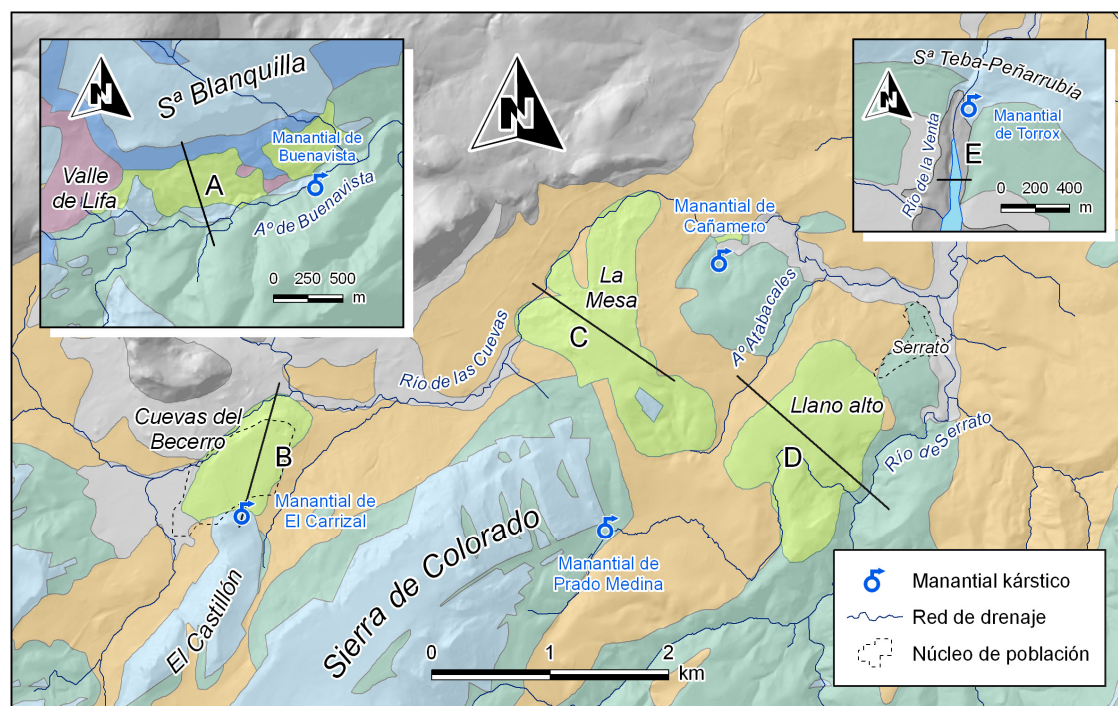 N
Sª Blanquilla
Manantial de
Buenavista
Valle
de Lifa
A
Aº de Buenavista
0 250 500
m
N
N
Sª Teba-Peñarrubia
Manantial
de Torrox
Río de la Venta
E
0 200 400
m
Manantial de
Cañamero
La
Mesa
C
Aº Atabacales
Río de las Cuevas
Serrato
Llano alto
D
Río de Serrato
Cuevas del
Becerro
B
Manantial de
El Carrizal
El Castillón
Sierra de Colorado
Manantial de
Prado Medina
0 1 2
km
Manantial kárstico
Red de drenaje
Núcleo de población